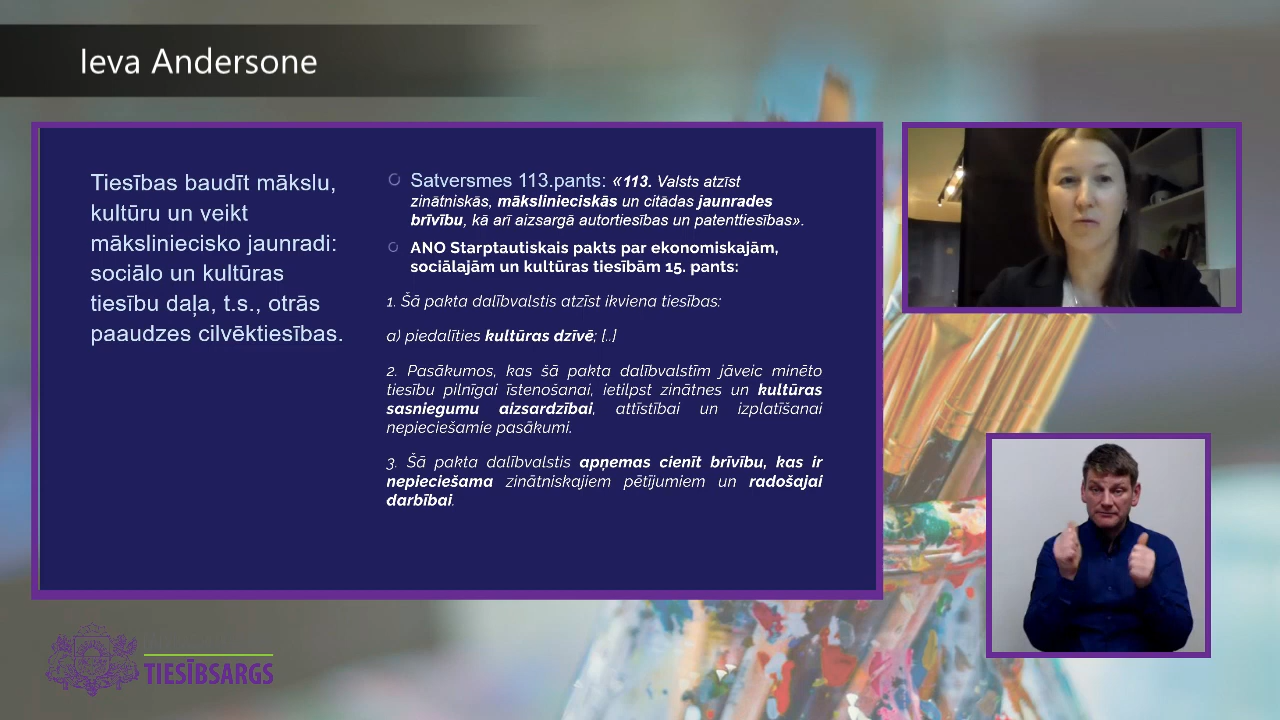 Ieva Andersone
Tiesības baudīt mākslu,
kultūru un veikt
māksliniecisko jaunradi:
sociālo un kultūras
tiesību daļa, t.s., otrās
paaudzes cilvēktiesības.
Satversmes 113.pants: «113. Valsts atzīst
zinātniskās, mākslinieciskās un citādas jaunrades
brīvību, kā arī aizsargā autortiesības un patenttiesības».
ANO Starptautiskais pakts par ekonomiskajām,
sociālajām un kultūras tiesībām 15. pants:
1. Šā pakta dalībvalstis atzīst ikviena tiesības:
a) piedalīties kultūras dzīvē; [..]
2. Pasākumos, kas šā pakta dalībvalstīm jāveic minēto
tiesību pilnīgai īstenošanai, ietilpst zinātnes un kultūras
sasniegumu aizsardzībai, attīstībai un izplatīšanai
nepieciešamie pasākumi.
3. Šā pakta dalībvalstis apņemas cienīt brīvību, kas ir
nepieciešama zinātniskajiem pētījumiem un radošajai
darbībai.
TIESĪBSARGS